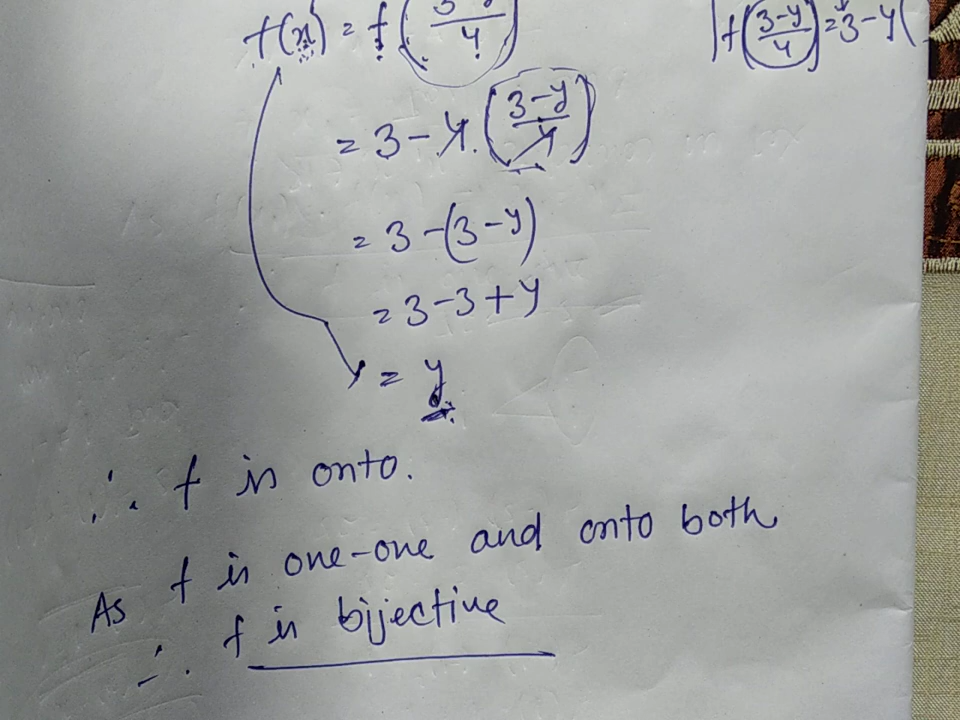 f(x) = f((3-y)/4)
|f((3-y)/4) = 3-y
= 3 - 4.((3-y)/4)
= 3 - (3-y)
= 3-3+y
= y
∴ f is onto.
As f is one-one and onto both
∴ f is bijective